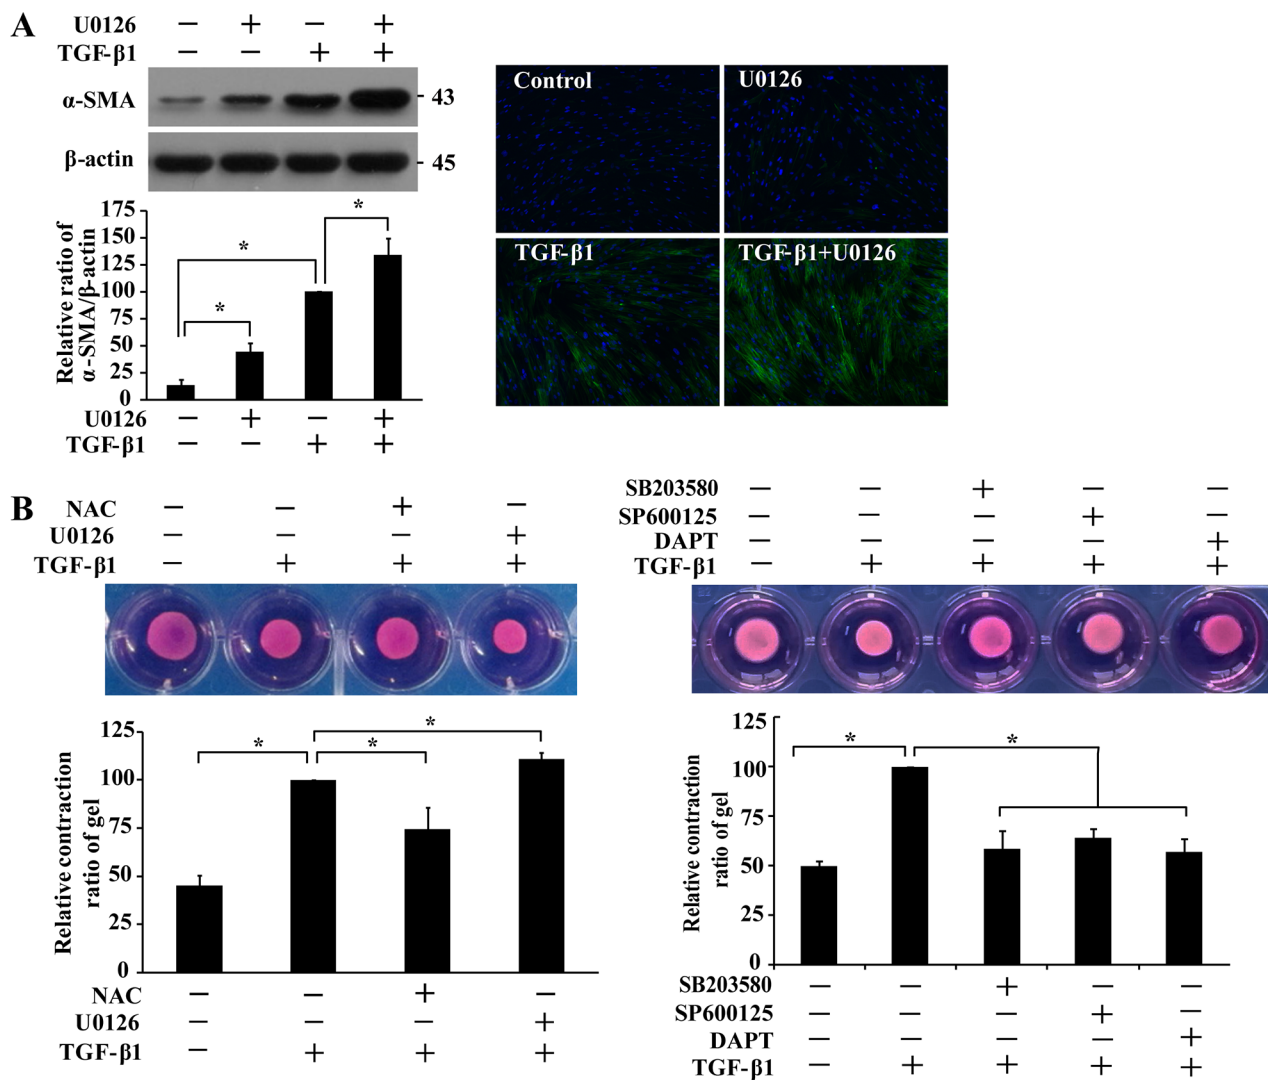 A
U0126 − + − +
TGF-β1 − − + +
α-SMA - 43
β-actin - 45
Control
U0126
TGF-β1
TGF-β1+U0126
Relative ratio of
α-SMA/β-actin
175
150
125
100
75
50
25
0
* * *
U0126 − + − +
TGF-β1 − − + +
B
NAC − − + −
U0126 − − − +
TGF-β1 − + + +
Relative contraction
ratio of gel
125
100
75
50
25
0
* * *
NAC − − + −
U0126 − − − +
TGF-β1 − + + +
SB203580 − − + − −
SP600125 − − − + −
DAPT − − − +
TGF-β1 − + + + +
Relative contraction
ratio of gel
125
100
75
50
25
0
* *
SB203580 − − + − −
SP600125 − − − + −
DAPT − − − − +
TGF-β1 − + + + +